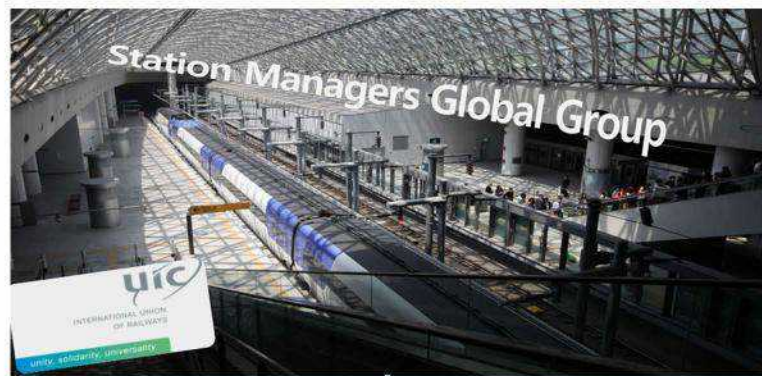 Station Managers Global Group
uic
INTERNATIONAL UNION
OF RAILWAYS
unity, solidarity, universality